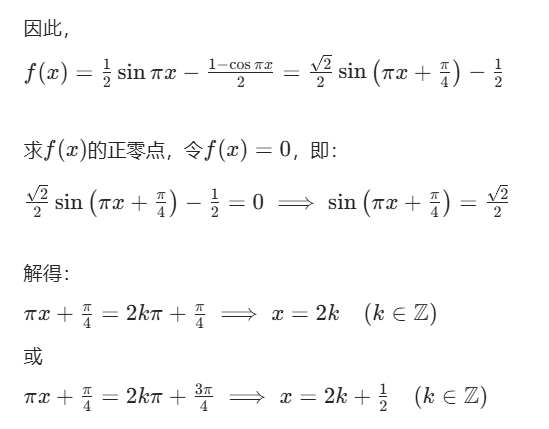 因此，
f(x) = \frac{1}{2} \sin \pi x - \frac{1-\cos \pi x}{2} = \frac{\sqrt{2}}{2} \sin \left( \pi x + \frac{\pi}{4} \right) - \frac{1}{2}
求f(x)的正零点，令f(x) = 0，即：
\frac{\sqrt{2}}{2} \sin \left( \pi x + \frac{\pi}{4} \right) - \frac{1}{2} = 0 \implies \sin \left( \pi x + \frac{\pi}{4} \right) = \frac{\sqrt{2}}{2}
解得：
\pi x + \frac{\pi}{4} = 2k\pi + \frac{\pi}{4} \implies x = 2k \quad (k \in \mathbb{Z})
或
\pi x + \frac{\pi}{4} = 2k\pi + \frac{3\pi}{4} \implies x = 2k + \frac{1}{2} \quad (k \in \mathbb{Z})